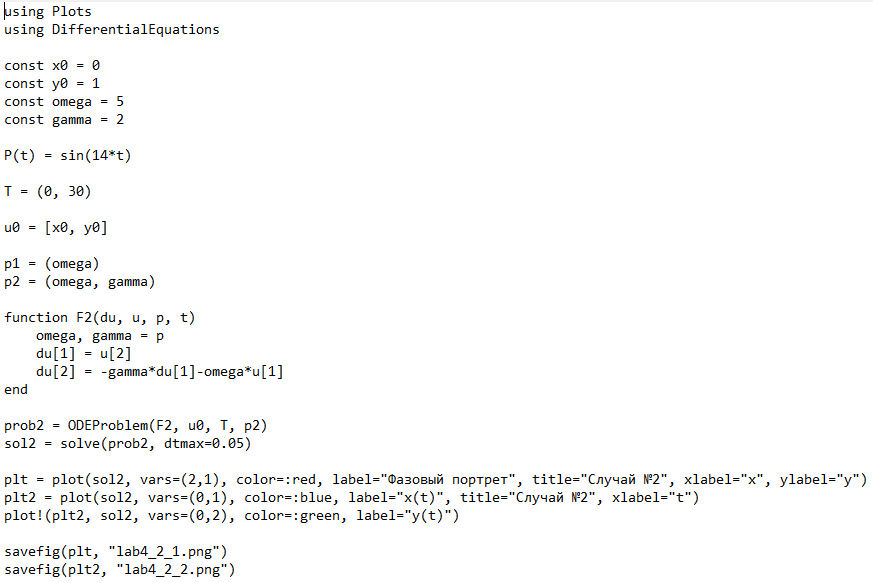 using Plots
using DifferentialEquations
const x0 = 0
const y0 = 1
const omega = 5
const gamma = 2
P(t) = sin(14*t)
T = (0, 30)
u0 = [x0, y0]
p1 = (omega)
p2 = (omega, gamma)
function F2(du, u, p, t)
    omega, gamma = p
    du[1] = u[2]
    du[2] = -gamma*du[1]-omega*u[1]
end
prob2 = ODEProblem(F2, u0, T, p2)
sol2 = solve(prob2, dtmax=0.05)
plt = plot(sol2, vars=(2,1), color=:red, label="Фазовый портрет", title="Случай №2", xlabel="x", ylabel="y")
plt2 = plot(sol2, vars=(0,1), color=:blue, label="x(t)", title="Случай №2", xlabel="t")
plot!(plt2, sol2, vars=(0,2), color=:green, label="y(t)")
savefig(plt, "lab4_2_1.png")
savefig(plt2, "lab4_2_2.png")